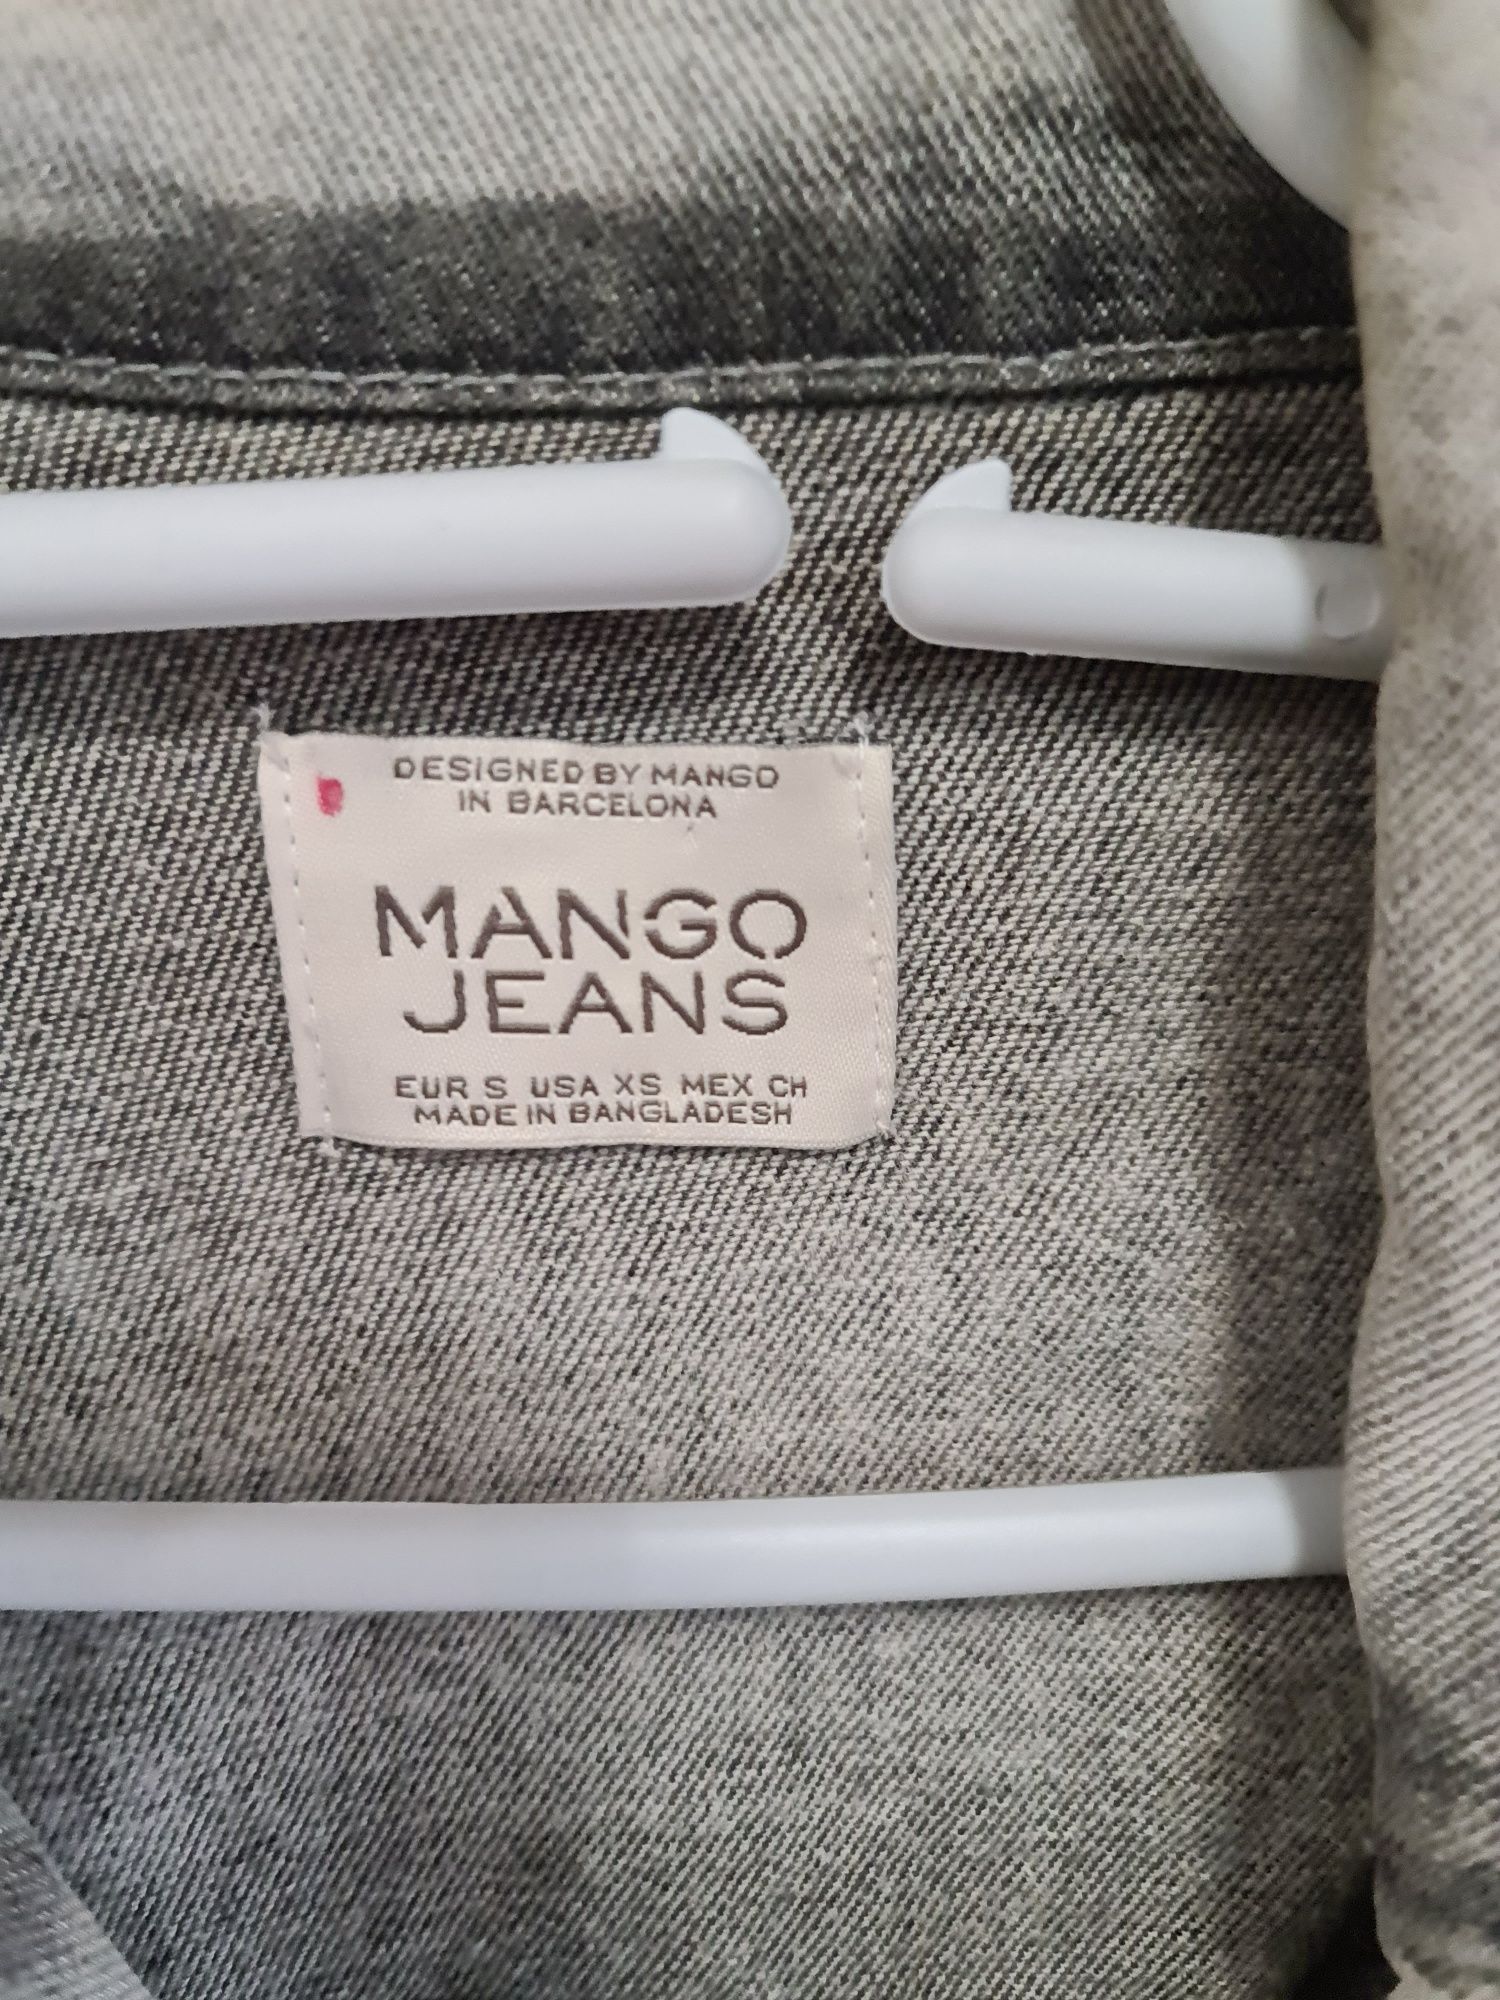 DESIGNED BY MANGO
IN BARCELONA
MANGO
JEANS
EUR S USA XS MEX CH
MADE IN BANGLADESH